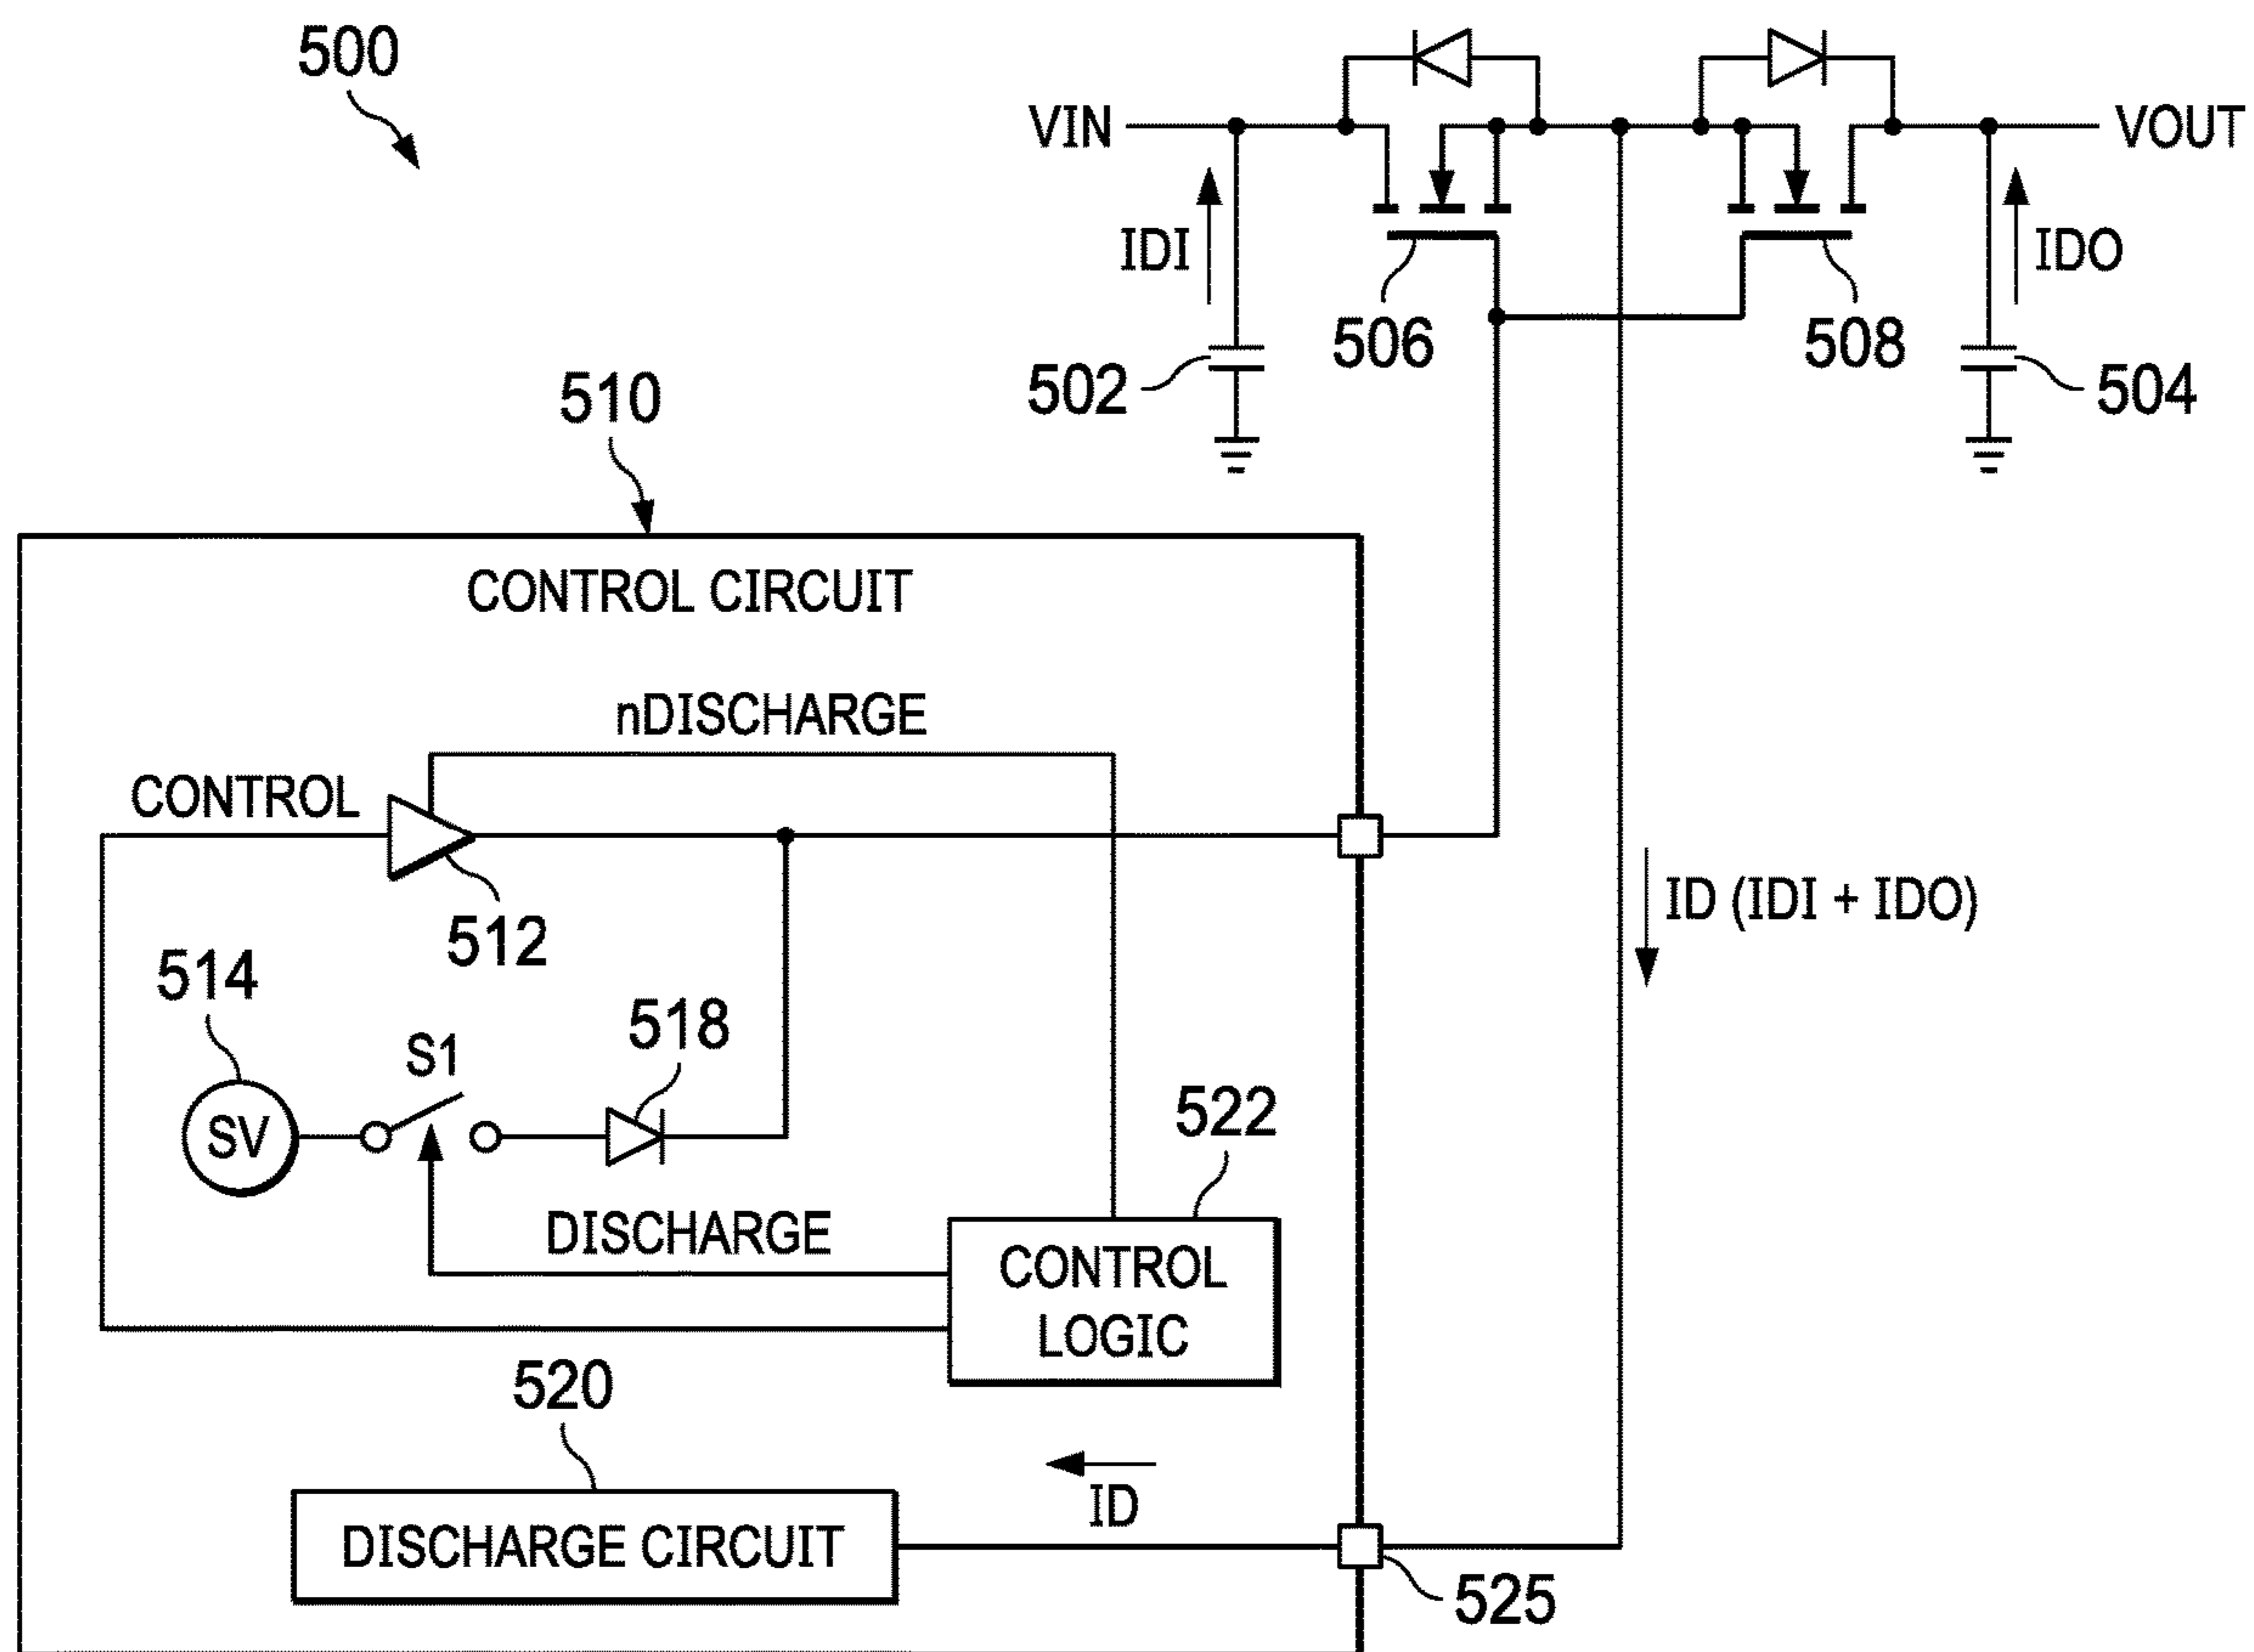 500
VIN
VOUT
IDI
IDO
506
508
502
504
510
CONTROL CIRCUIT
nDISCHARGE
CONTROL
512
ID (IDI + IDO)
514
S1
518
SV
522
DISCHARGE
CONTROL
LOGIC
520
ID
DISCHARGE CIRCUIT
525